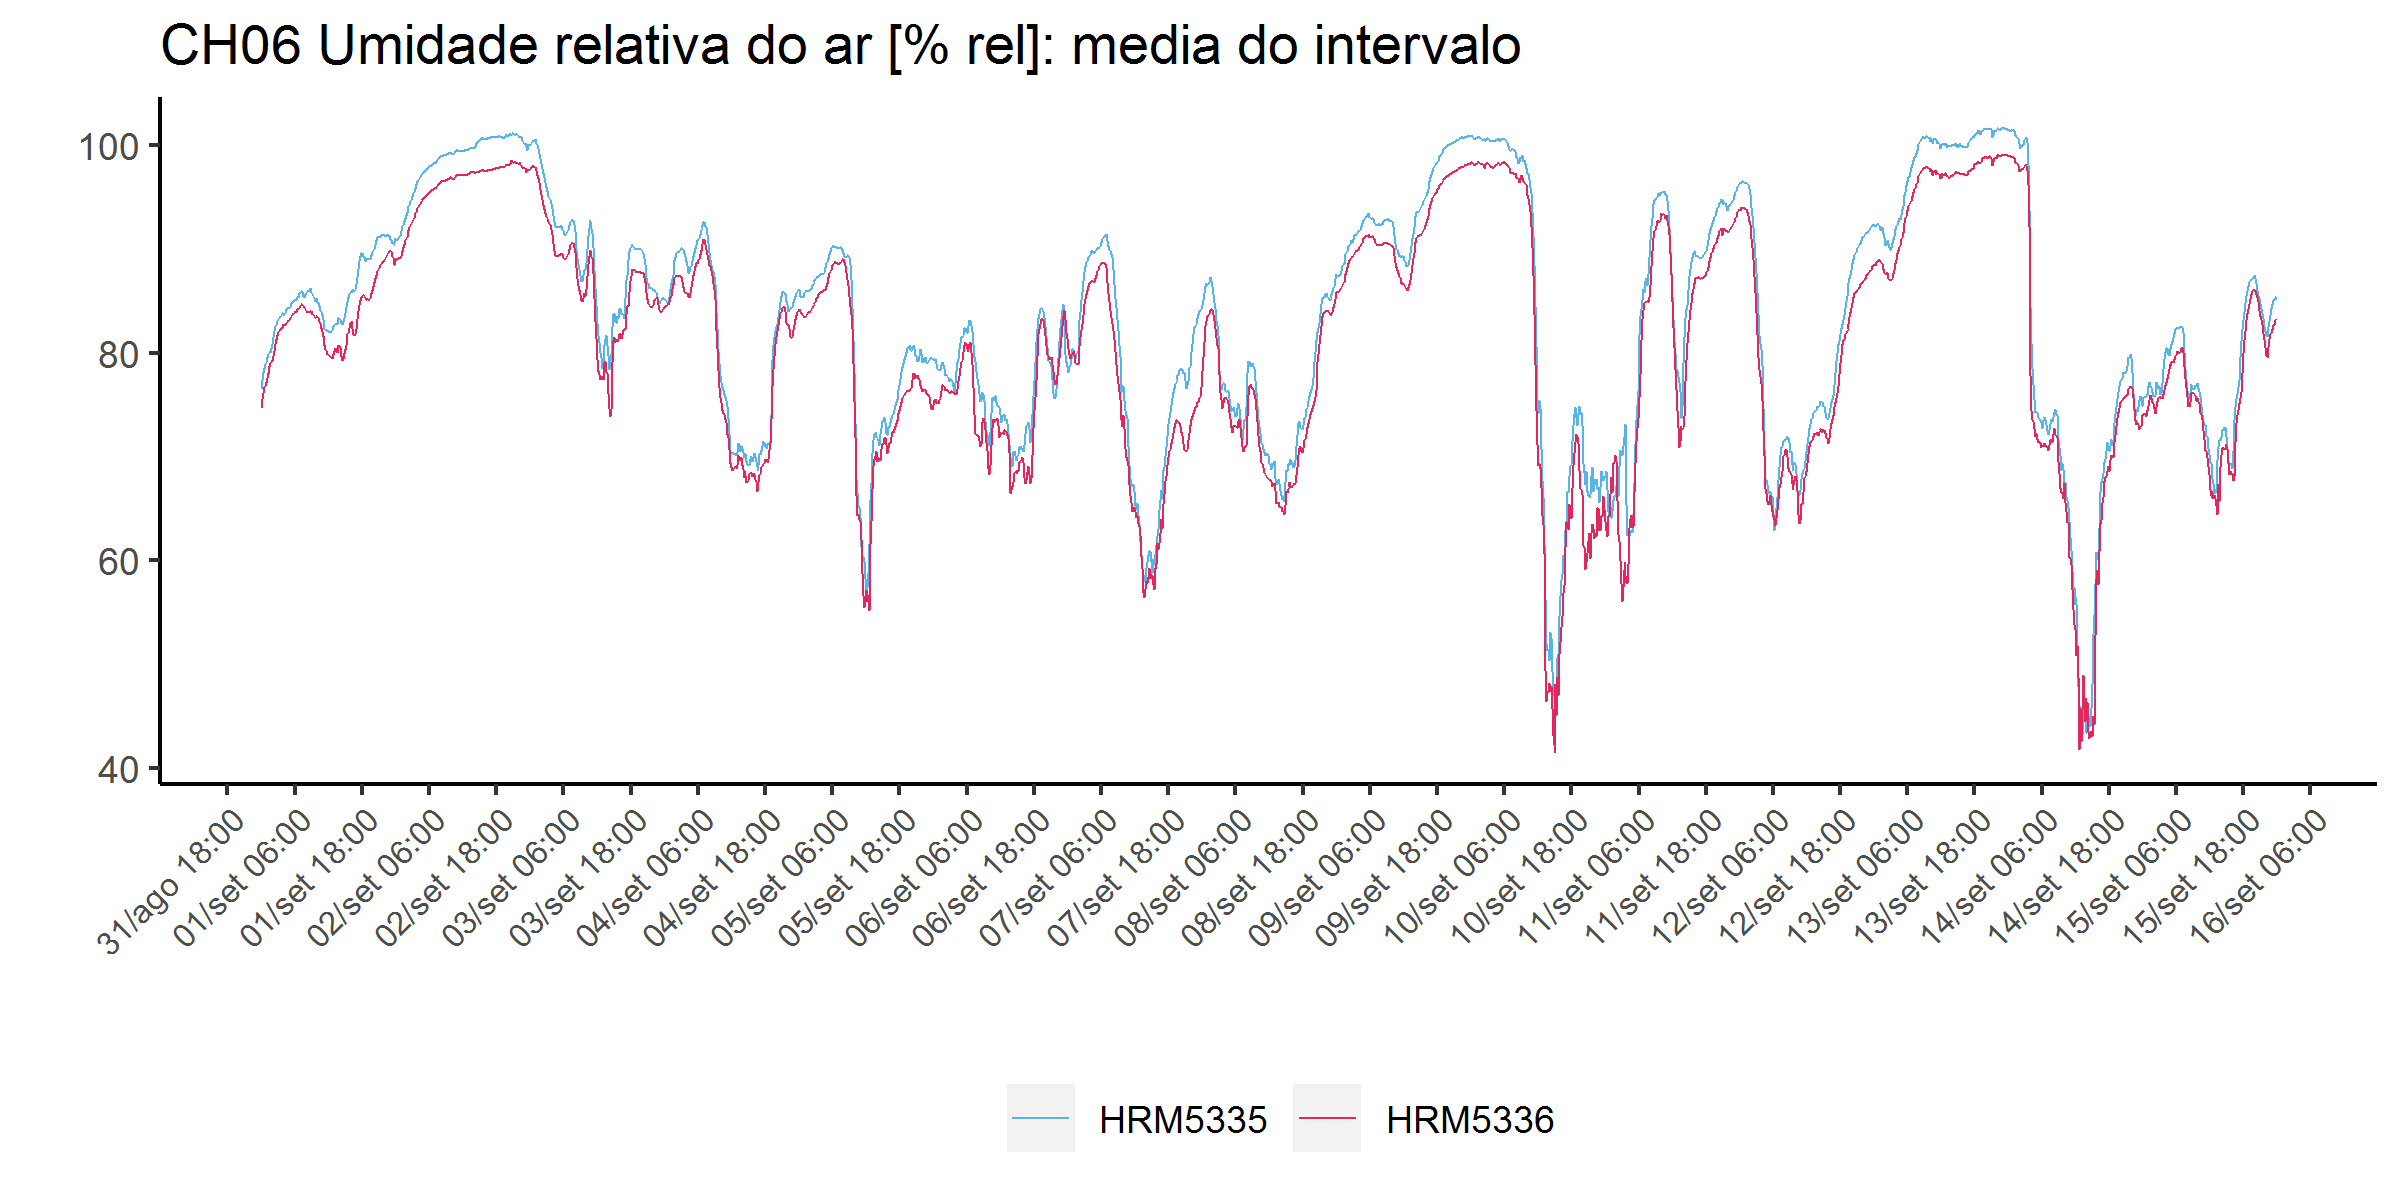 CH06 Umidade relativa do ar [% rel]: media do intervalo
100
80
60
40
31/ago 18:00
01/set 06:00
01/set 18:00
02/set 06:00
02/set 18:00
03/set 06:00
03/set 18:00
04/set 06:00
04/set 18:00
05/set 06:00
05/set 18:00
06/set 06:00
06/set 18:00
07/set 06:00
07/set 18:00
08/set 06:00
08/set 18:00
09/set 06:00
09/set 18:00
10/set 06:00
10/set 18:00
11/set 06:00
11/set 18:00
12/set 06:00
12/set 18:00
13/set 06:00
13/set 18:00
14/set 06:00
14/set 18:00
15/set 06:00
15/set 18:00
16/set 06:00
HRM5335 HRM5336